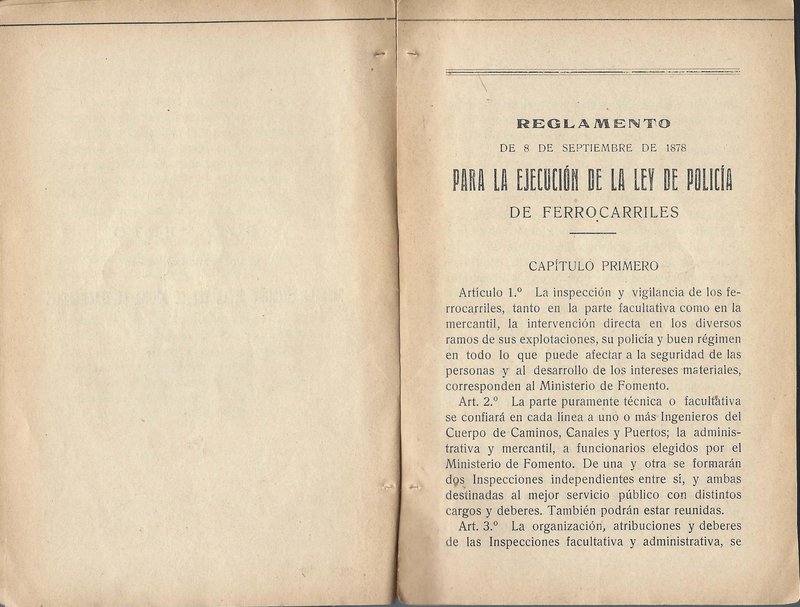 REGLAMENTO
DE 8 DE SEPTIEMBRE DE 1878
PARA LA EJECUCIÓN DE LA LEY DE POLICÍA
DE FERROCARRILES
CAPÍTULO PRIMERO
Artículo 1.º La inspección y vigilancia de los fe-
rrocarriles, tanto en la parte facultativa como en la
mercantil, la intervención directa en los diversos
ramos de sus explotaciones, su policía y buen régimen
en todo lo que puede afectar a la seguridad de las
personas y al desarrollo de los intereses materiales,
corresponden al Ministerio de Fomento.
Art. 2.º La parte puramente técnica o facultativa
se confiará en cada línea a uno o más Ingenieros del
Cuerpo de Caminos, Canales y Puertos; la adminis-
trativa y mercantil, a funcionarios elegidos por el
Ministerio de Fomento. De una y otra se formarán
dos Inspecciones independientes entre sí, y ambas
destinadas al mejor servicio público con distintos
cargos y deberes. También podrán estar reunidas.
Art. 3.º La organización, atribuciones y deberes
de las Inspecciones facultativa y administrativa, se